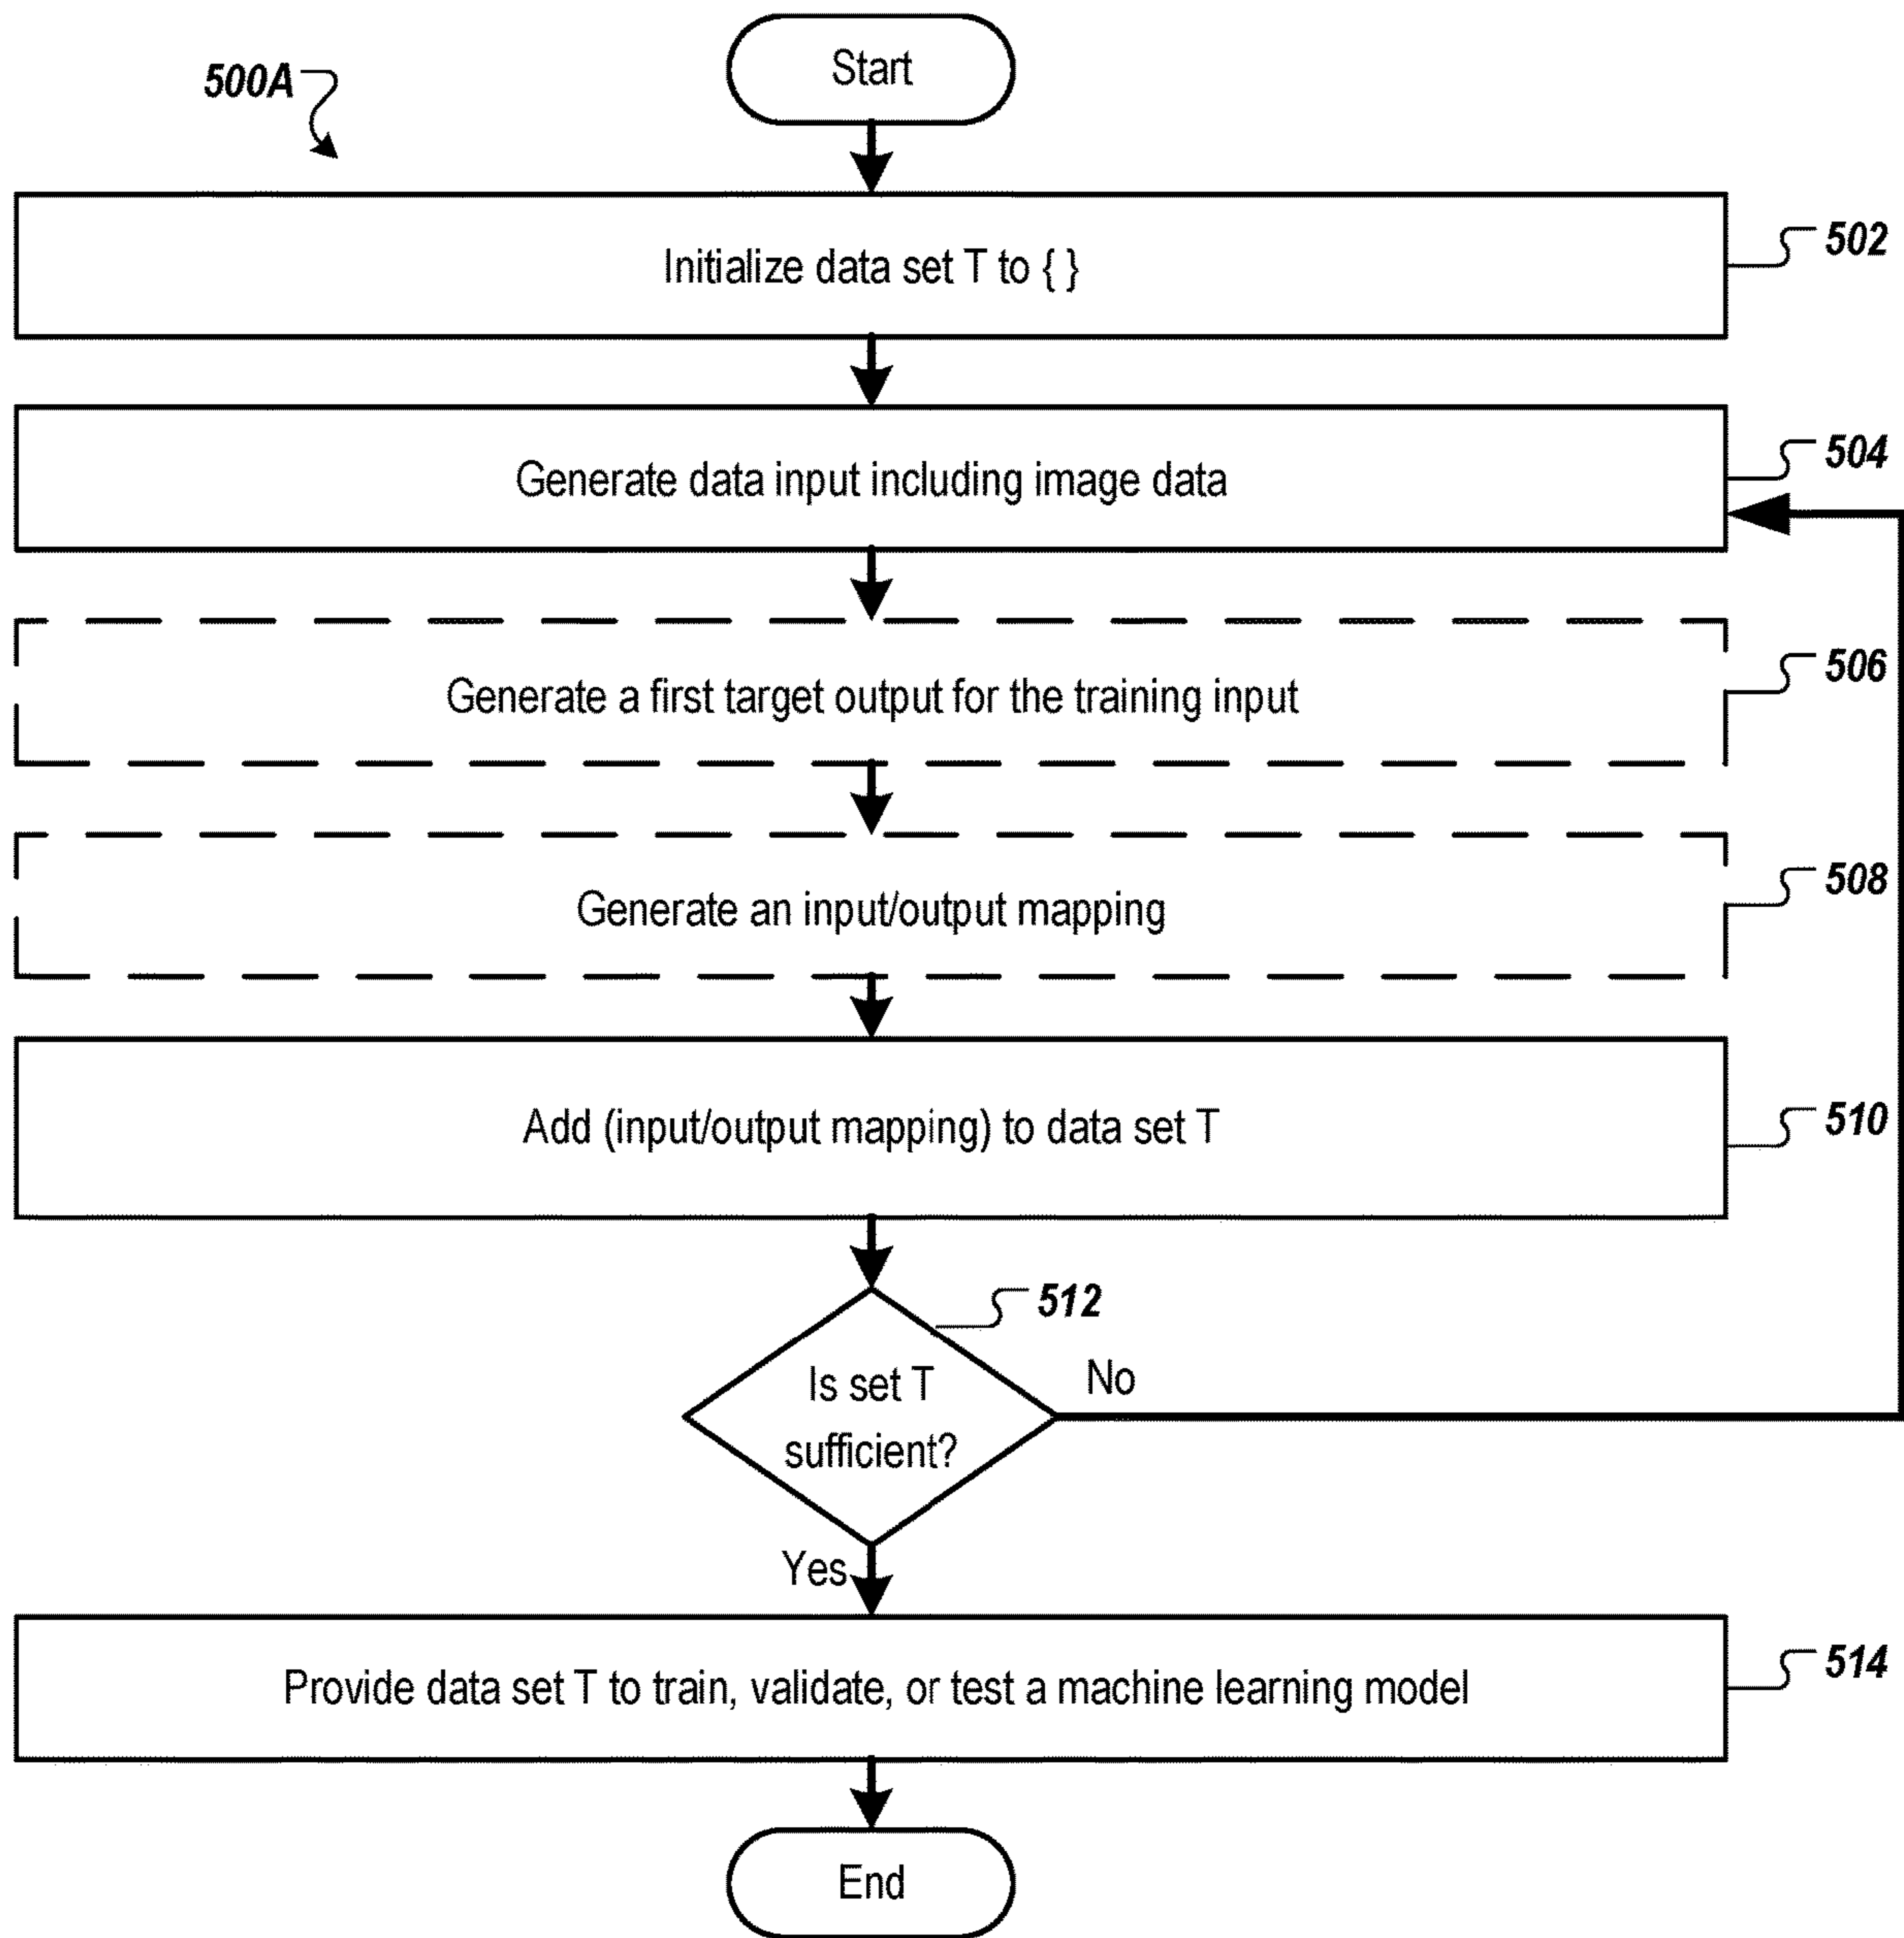 500A
Start
Initialize data set T to { }
502
Generate data input including image data
504
Generate a first target output for the training input
506
Generate an input/output mapping
508
Add (input/output mapping) to data set T
510
512
Is set T
sufficient?
No
Yes
Provide data set T to train, validate, or test a machine learning model
514
End